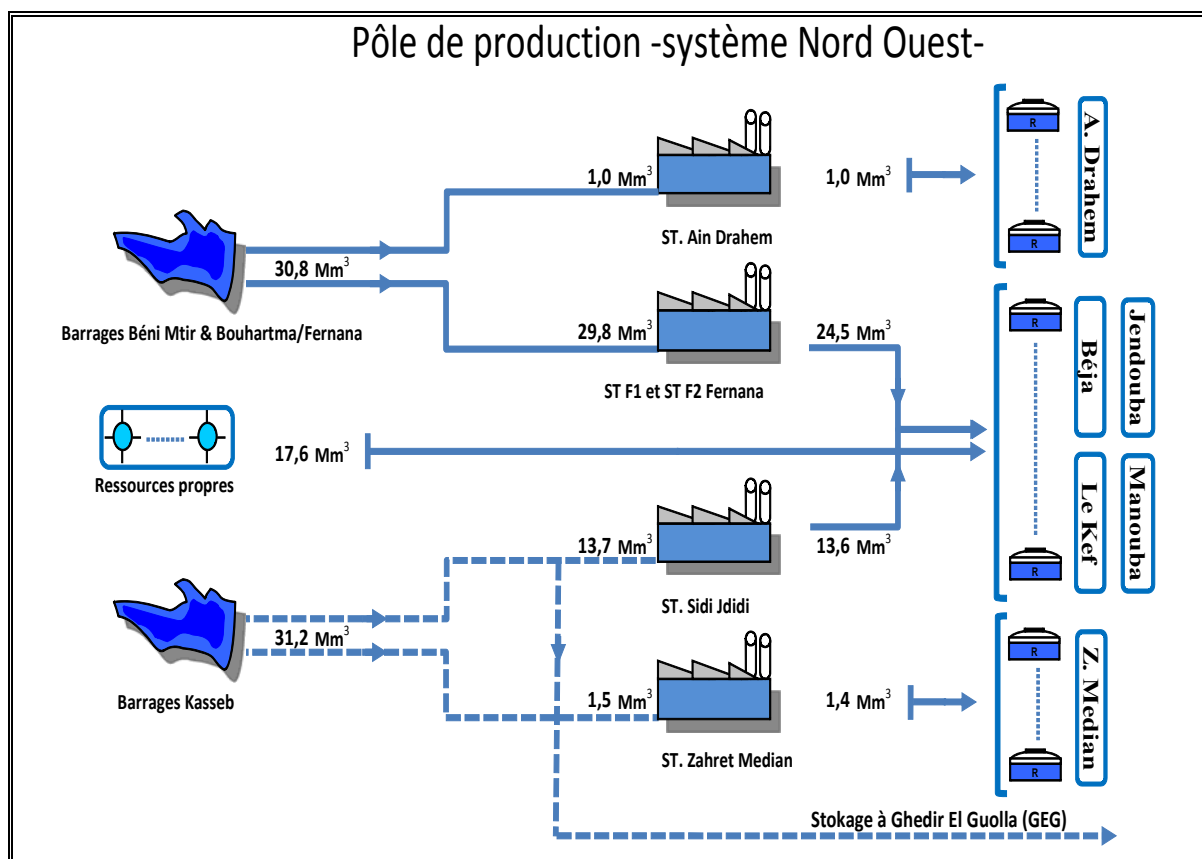 Pôle de production -système Nord Ouest-
1,0 Mm³
1,0 Mm³
R
R
A. Drahem
ST. Ain Drahem
30,8 Mm³
Barrages Béni Mtir & Bouhartma/Fernana
29,8 Mm³
24,5 Mm³
ST F1 et ST F2 Fernana
R
R
Béja
Jendouba
Le Kef
Manouba
17,6 Mm³
Ressources propres
13,7 Mm³
13,6 Mm³
ST. Sidi Jdidi
31,2 Mm³
Barrages Kasseb
1,5 Mm³
1,4 Mm³
R
R
Z. Median
ST. Zahret Median
Stokage à Ghedir El Guolla (GEG)